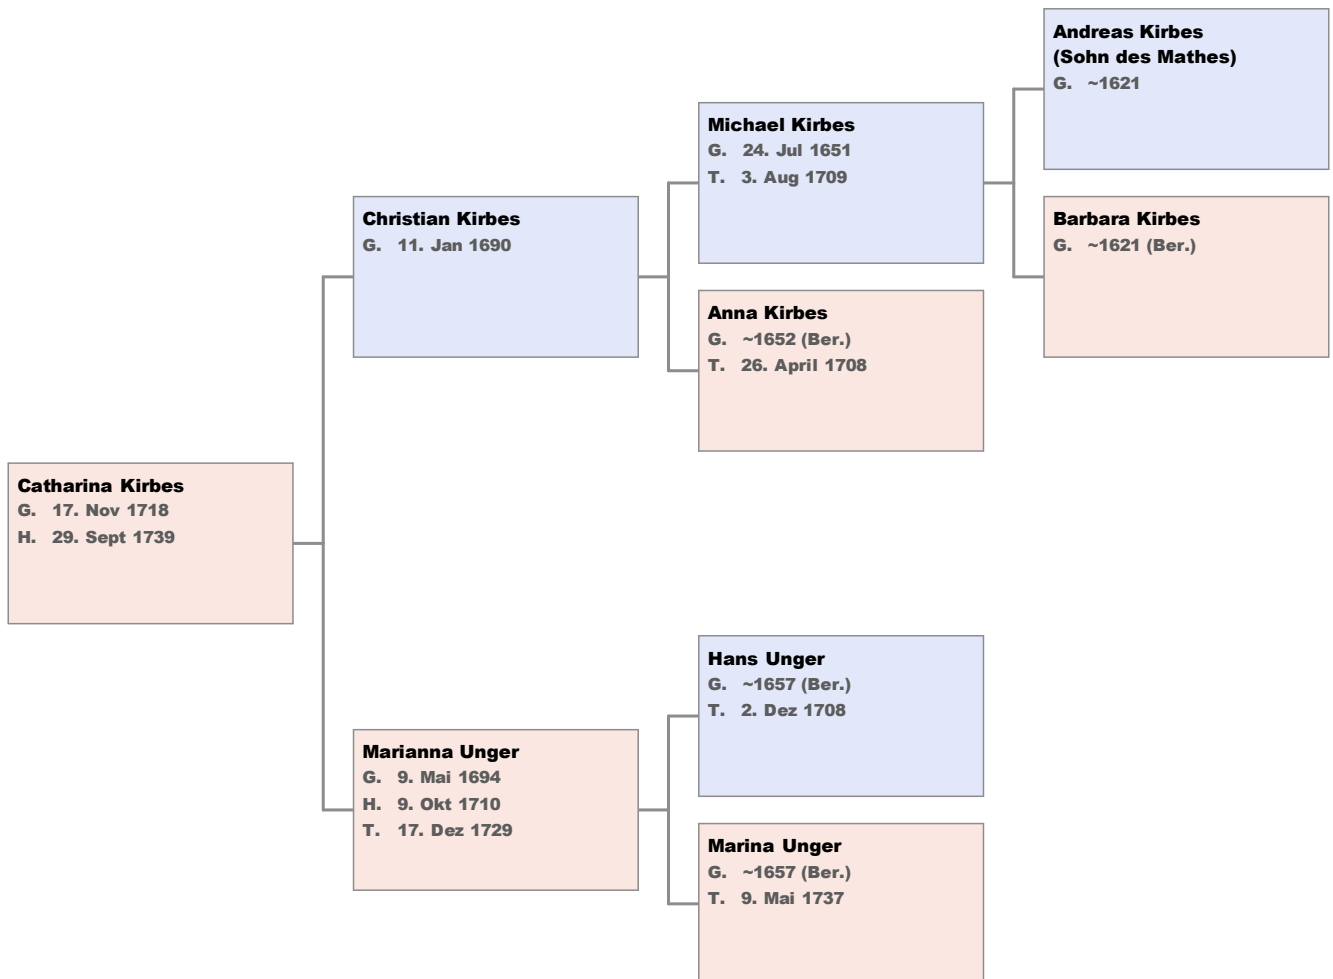 Andreas Kirbes
(Sohn des Mathes)
G. ~1621
Michael Kirbes
G. 24. Jul 1651
T. 3. Aug 1709
Christian Kirbes
G. 11. Jan 1690
Barbara Kirbes
G. ~1621 (Ber.)
Anna Kirbes
G. ~1652 (Ber.)
T. 26. April 1708
Catharina Kirbes
G. 17. Nov 1718
H. 29. Sept 1739
Hans Unger
G. ~1657 (Ber.)
T. 2. Dez 1708
Marianna Unger
G. 9. Mai 1694
H. 9. Okt 1710
T. 17. Dez 1729
Marina Unger
G. ~1657 (Ber.)
T. 9. Mai 1737